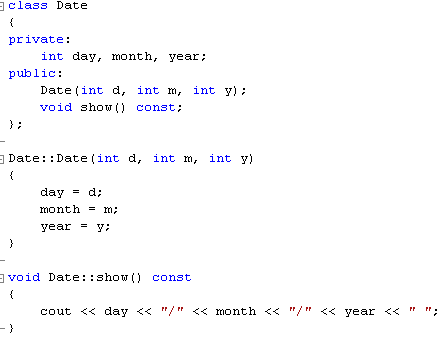 class Date
{
private:
    int day, month, year;
public:
    Date(int d, int m, int y);
    void show() const;
};
Date::Date(int d, int m, int y)
{
    day = d;
    month = m;
    year = y;
}
void Date::show() const
{
    cout << day << "/" << month << "/" << year << " ";
}